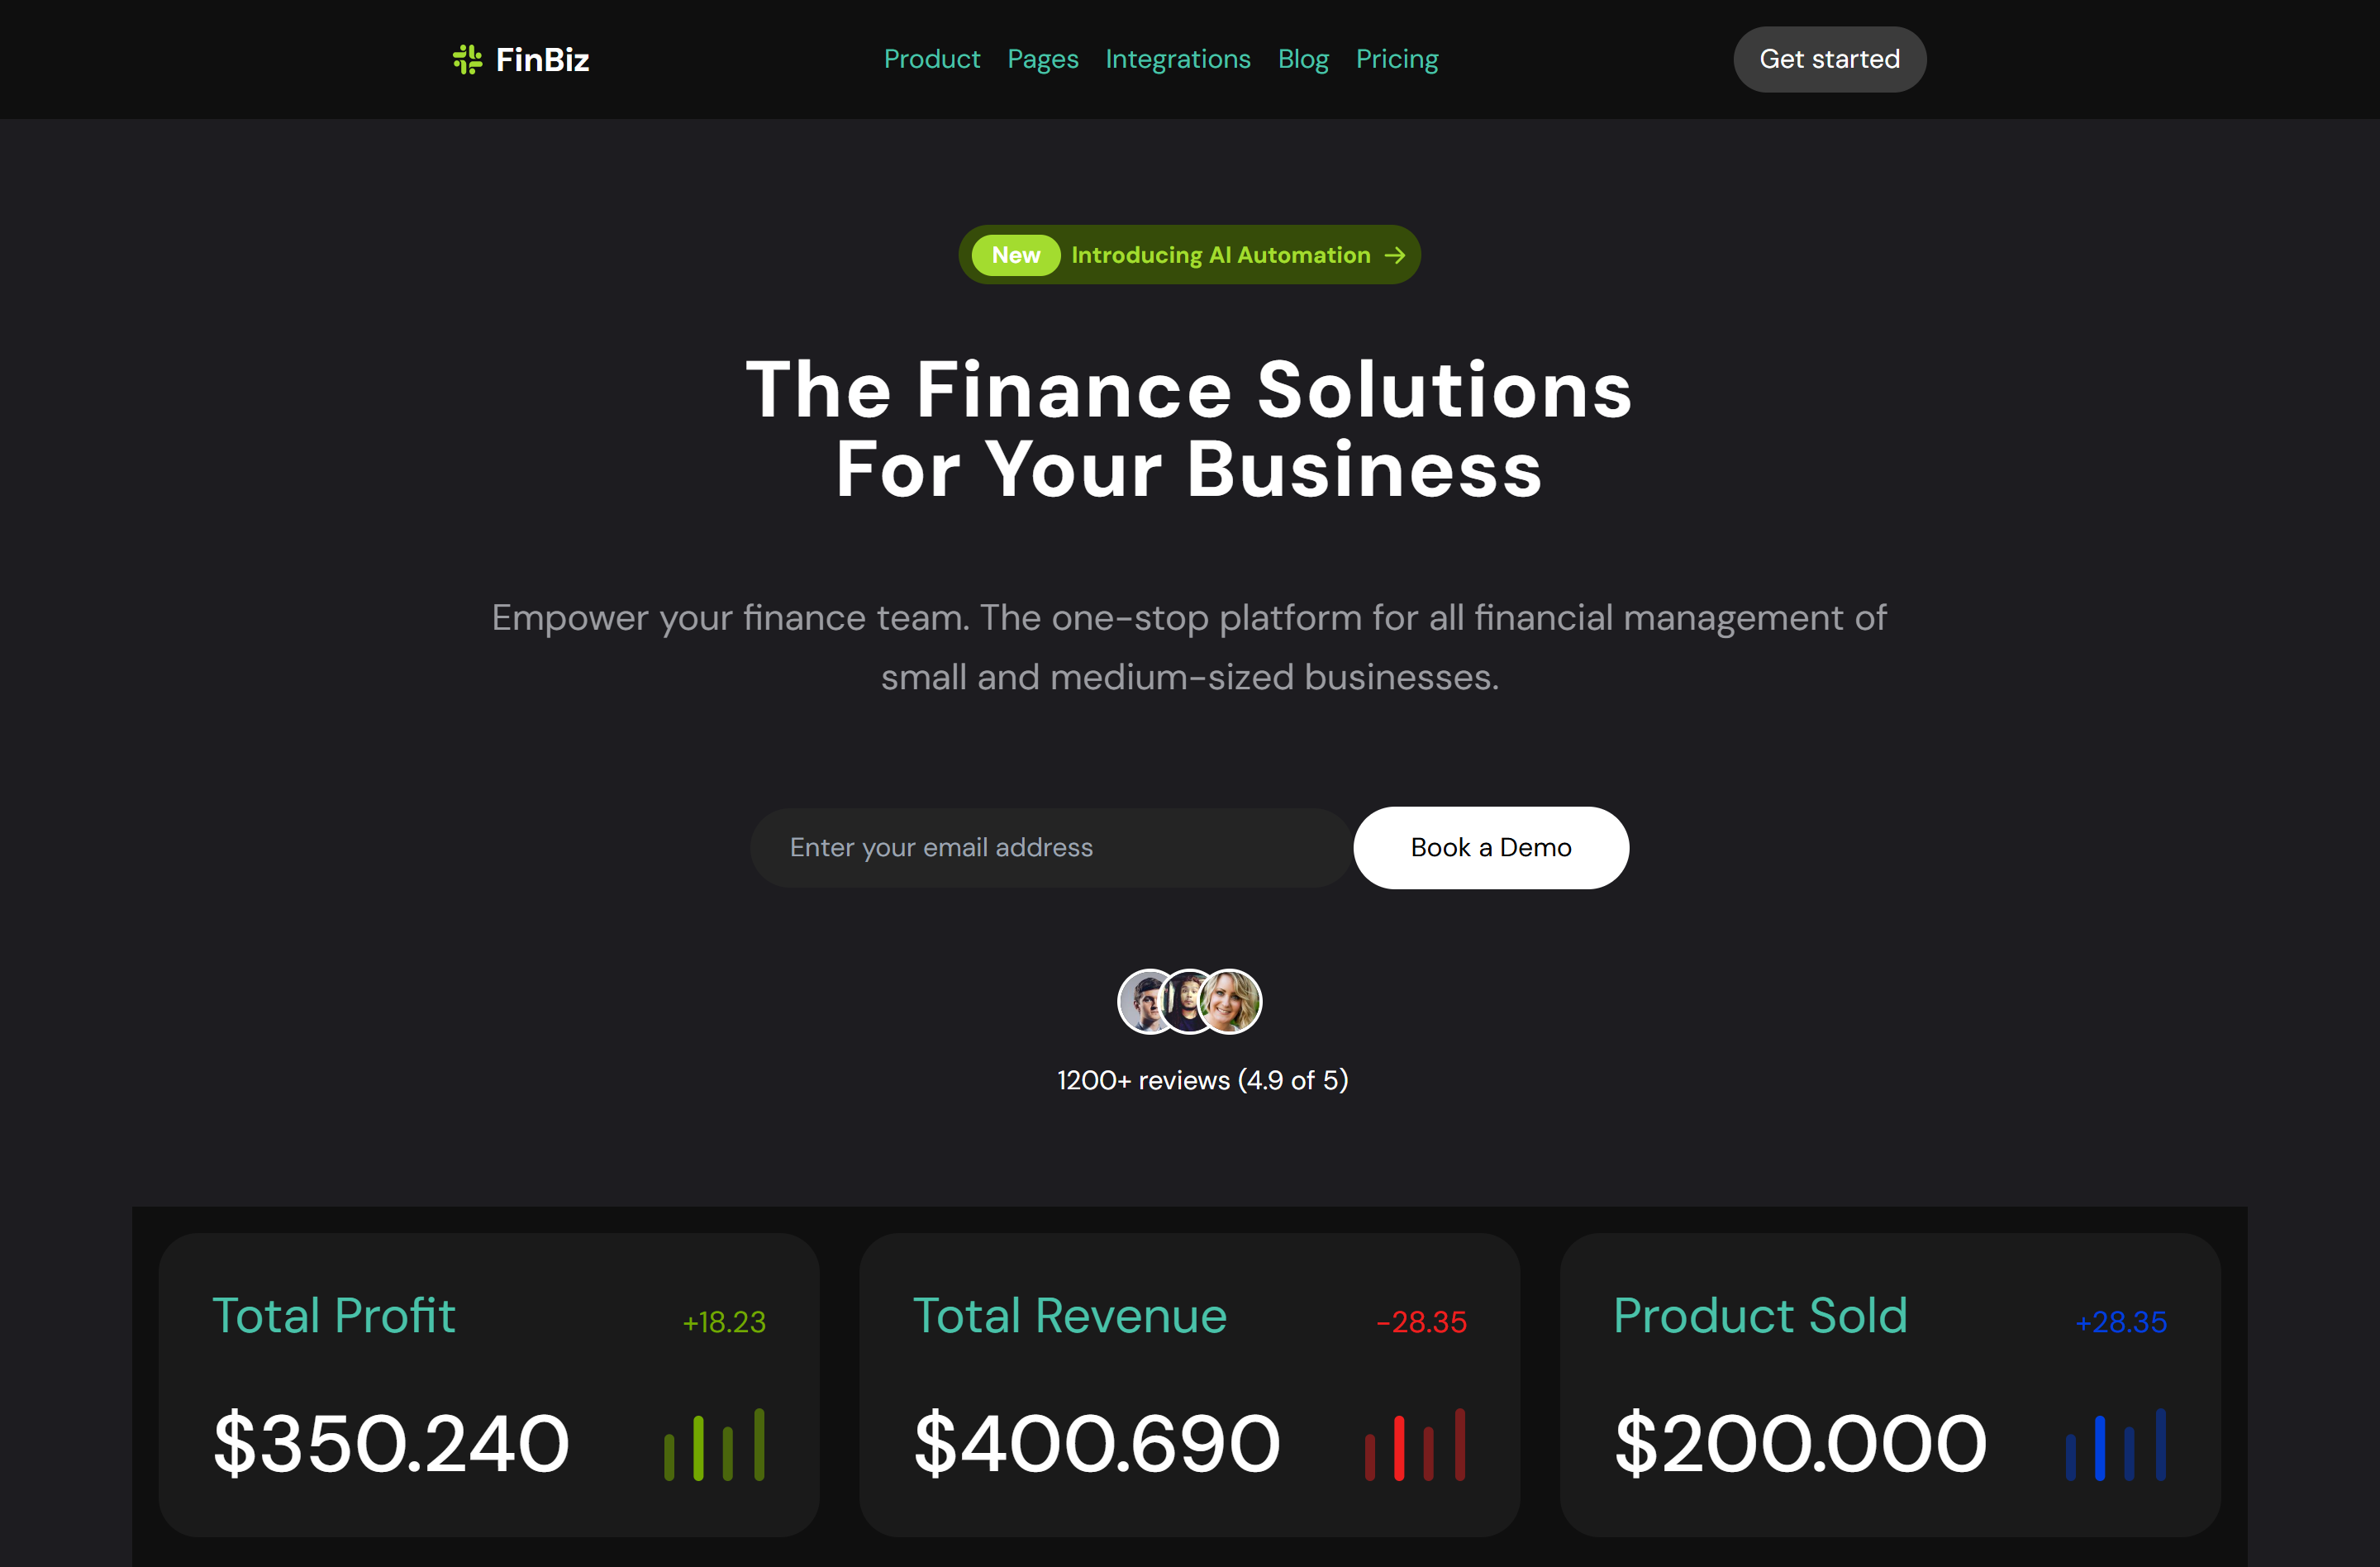 FinBiz
Product Pages Integrations Blog Pricing
Get started
New Introducing AI Automation →
The Finance Solutions
For Your Business
Empower your finance team. The one-stop platform for all financial management of
small and medium-sized businesses.
Enter your email address
Book a Demo
1200+ reviews (4.9 of 5)
Total Profit
+18.23
$350.240
Total Revenue
-28.35
$400.690
Product Sold
+28.35
$200.000